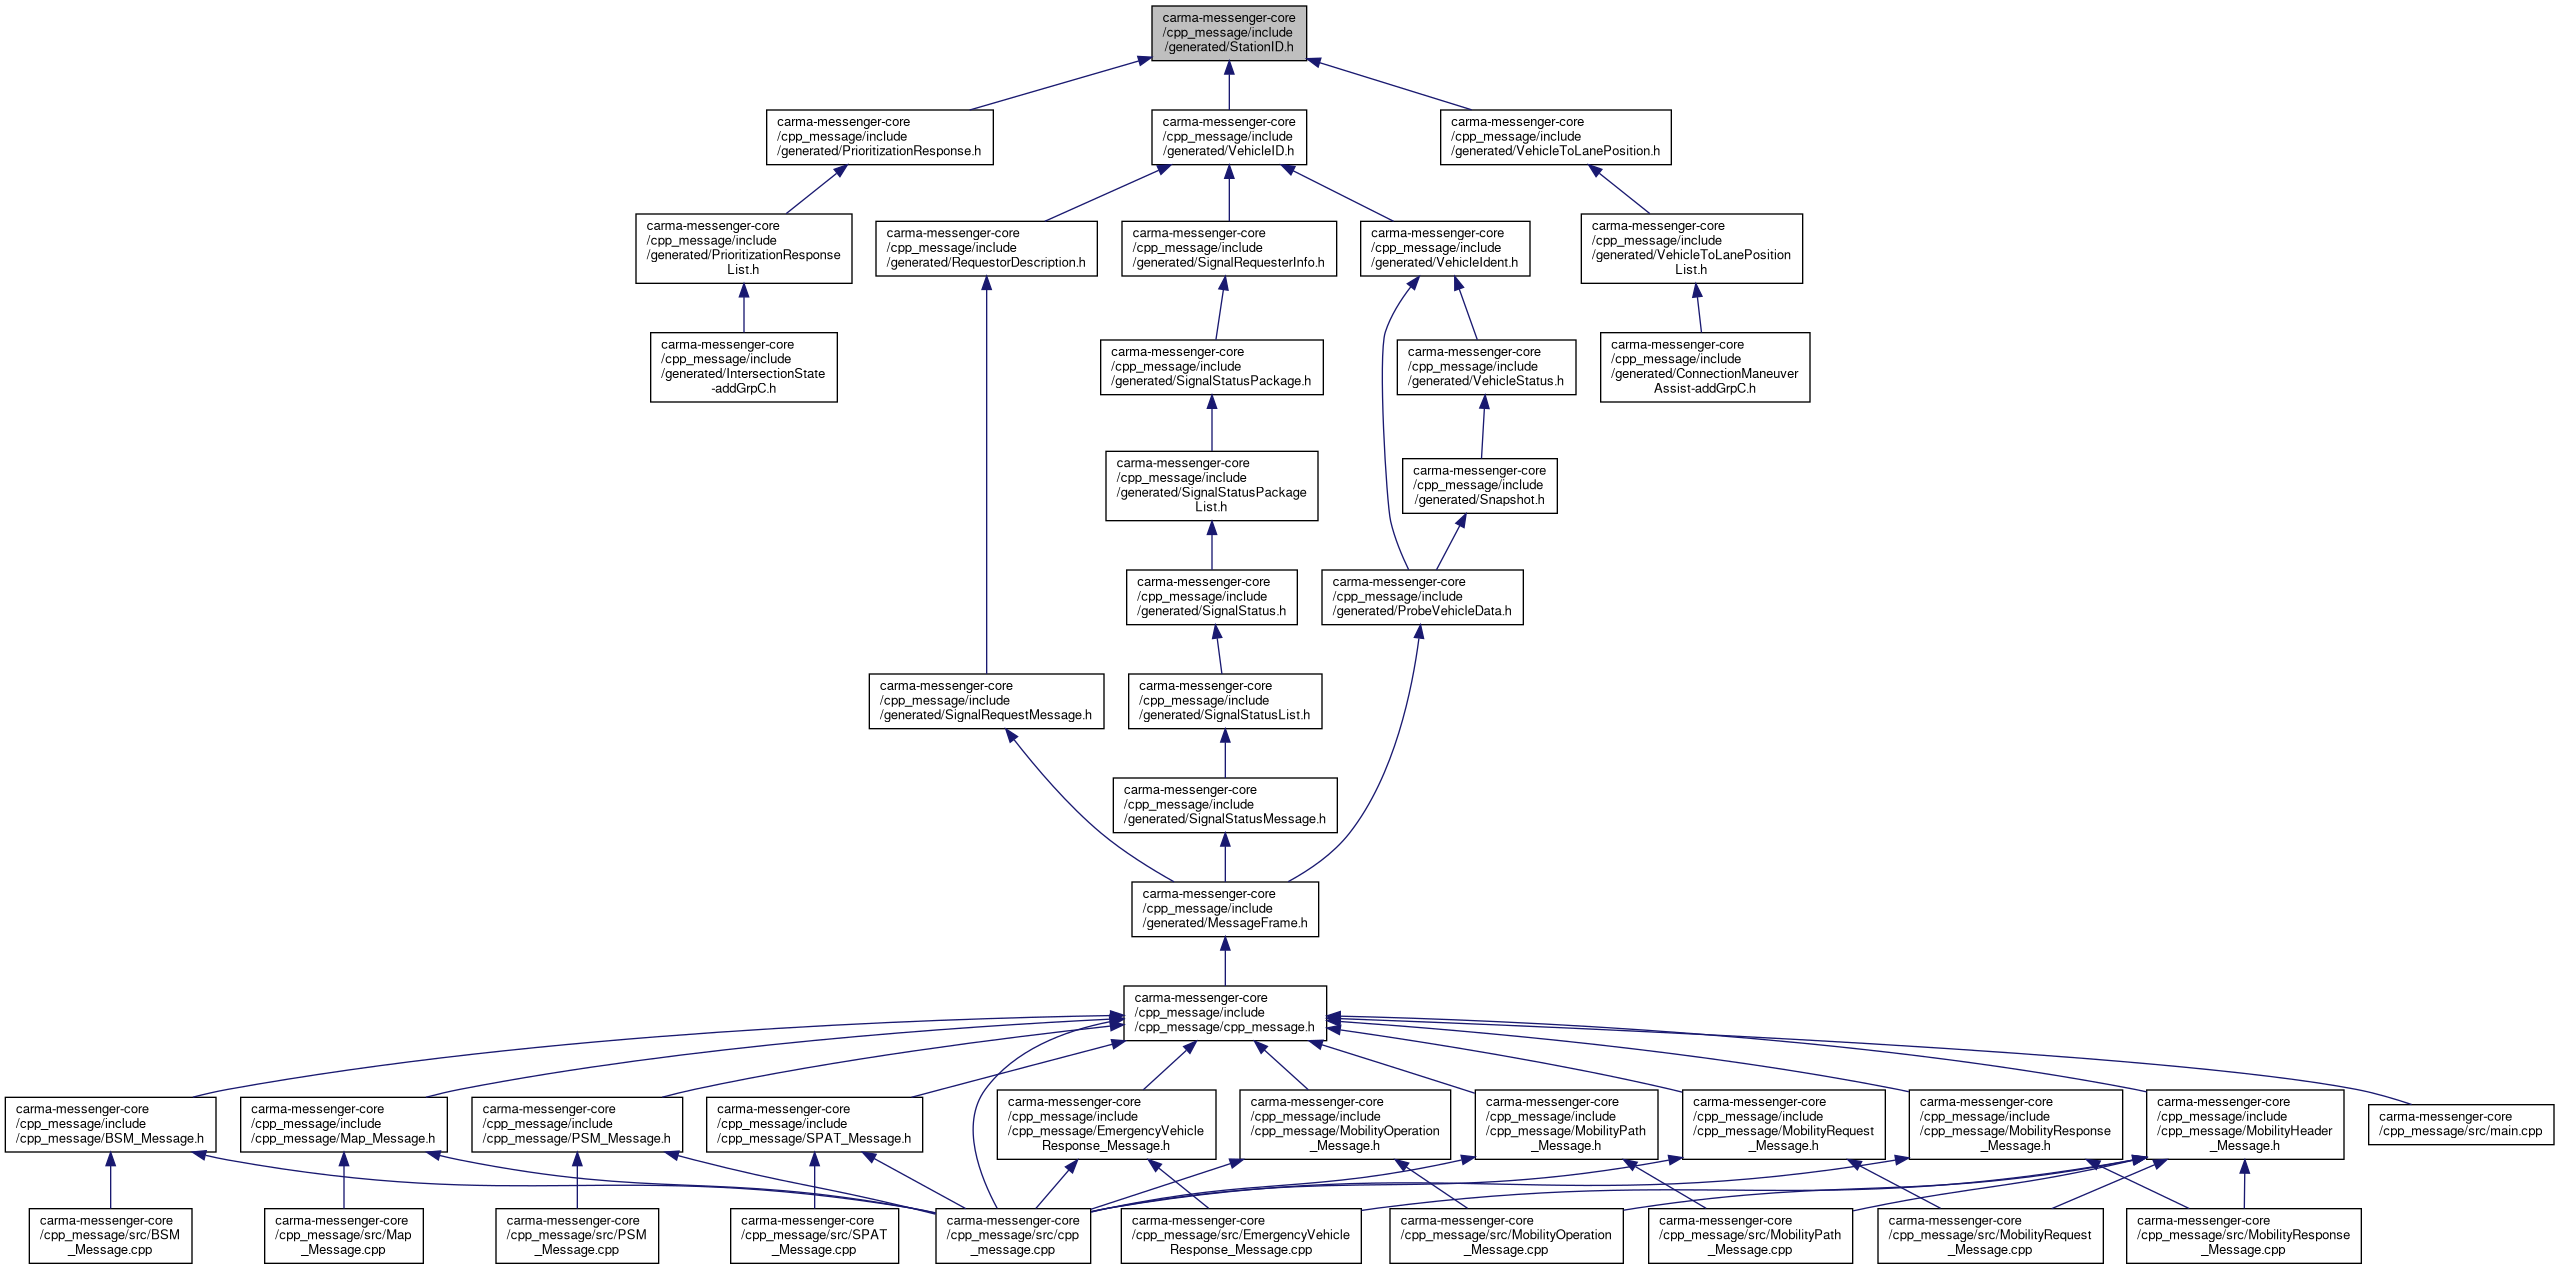 carma-messenger-core
/cpp_message/include
/generated/StationID.h
carma-messenger-core
/cpp_message/include
/generated/PrioritizationResponse.h
carma-messenger-core
/cpp_message/include
/generated/VehicleID.h
carma-messenger-core
/cpp_message/include
/generated/VehicleToLanePosition.h
carma-messenger-core
/cpp_message/include
/generated/PrioritizationResponse
List.h
carma-messenger-core
/cpp_message/include
/generated/RequestorDescription.h
carma-messenger-core
/cpp_message/include
/generated/SignalRequesterInfo.h
carma-messenger-core
/cpp_message/include
/generated/VehicleIdent.h
carma-messenger-core
/cpp_message/include
/generated/VehicleToLanePosition
List.h
carma-messenger-core
/cpp_message/include
/generated/IntersectionState
-addGrpC.h
carma-messenger-core
/cpp_message/include
/generated/SignalStatusPackage.h
carma-messenger-core
/cpp_message/include
/generated/VehicleStatus.h
carma-messenger-core
/cpp_message/include
/generated/ConnectionManeuver
Assist-addGrpC.h
carma-messenger-core
/cpp_message/include
/generated/SignalStatusPackage
List.h
carma-messenger-core
/cpp_message/include
/generated/Snapshot.h
carma-messenger-core
/cpp_message/include
/generated/SignalStatus.h
carma-messenger-core
/cpp_message/include
/generated/ProbeVehicleData.h
carma-messenger-core
/cpp_message/include
/generated/SignalRequestMessage.h
carma-messenger-core
/cpp_message/include
/generated/SignalStatusList.h
carma-messenger-core
/cpp_message/include
/generated/SignalStatusMessage.h
carma-messenger-core
/cpp_message/include
/generated/MessageFrame.h
carma-messenger-core
/cpp_message/include
/cpp_message/cpp_message.h
carma-messenger-core
/cpp_message/include
/cpp_message/BSM_Message.h
carma-messenger-core
/cpp_message/include
/cpp_message/Map_Message.h
carma-messenger-core
/cpp_message/include
/cpp_message/PSM_Message.h
carma-messenger-core
/cpp_message/include
/cpp_message/SPAT_Message.h
carma-messenger-core
/cpp_message/include
/cpp_message/EmergencyVehicle
Response_Message.h
carma-messenger-core
/cpp_message/include
/cpp_message/MobilityOperation
_Message.h
carma-messenger-core
/cpp_message/include
/cpp_message/MobilityPath
_Message.h
carma-messenger-core
/cpp_message/include
/cpp_message/MobilityRequest
_Message.h
carma-messenger-core
/cpp_message/include
/cpp_message/MobilityResponse
_Message.h
carma-messenger-core
/cpp_message/include
/cpp_message/MobilityHeader
_Message.h
carma-messenger-core
/cpp_message/src/main.cpp
carma-messenger-core
/cpp_message/src/BSM
_Message.cpp
carma-messenger-core
/cpp_message/src/Map
_Message.cpp
carma-messenger-core
/cpp_message/src/PSM
_Message.cpp
carma-messenger-core
/cpp_message/src/SPAT
_Message.cpp
carma-messenger-core
/cpp_message/src/cpp
_message.cpp
carma-messenger-core
/cpp_message/src/EmergencyVehicle
Response_Message.cpp
carma-messenger-core
/cpp_message/src/MobilityOperation
_Message.cpp
carma-messenger-core
/cpp_message/src/MobilityPath
_Message.cpp
carma-messenger-core
/cpp_message/src/MobilityRequest
_Message.cpp
carma-messenger-core
/cpp_message/src/MobilityResponse
_Message.cpp